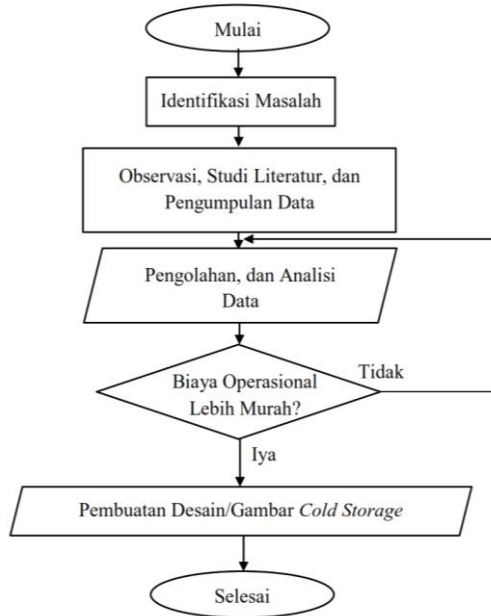 Mulai
Identifikasi Masalah
Observasi, Studi Literatur, dan
Pengumpulan Data
Pengolahan, dan Analisi
Data
Biaya Operasional
Lebih Murah?
Tidak
Iya
Pembuatan Desain/Gambar Cold Storage
Selesai